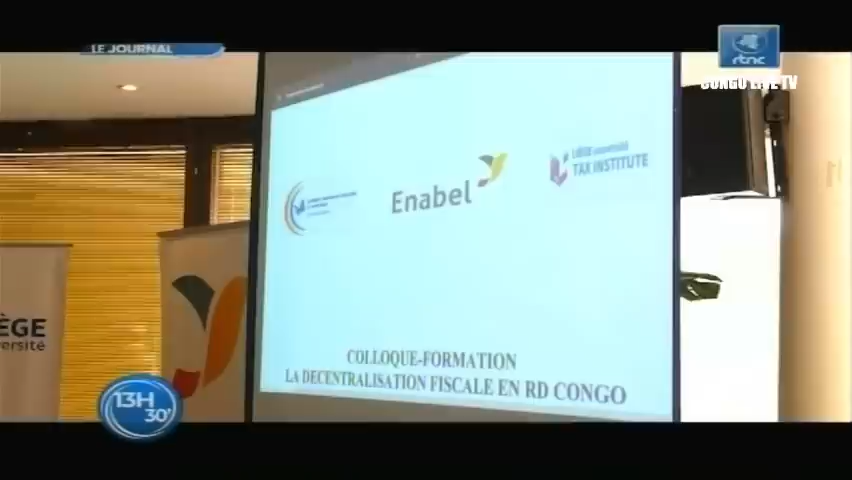 LE JOURNAL
rtnc
CONGO LIVE TV
LIÈGE université
TAX INSTITUTE
Enabel
ÈGE
ersité
COLLOQUE-FORMATION
LA DECENTRALISATION FISCALE EN RD CONGO
13H
30'